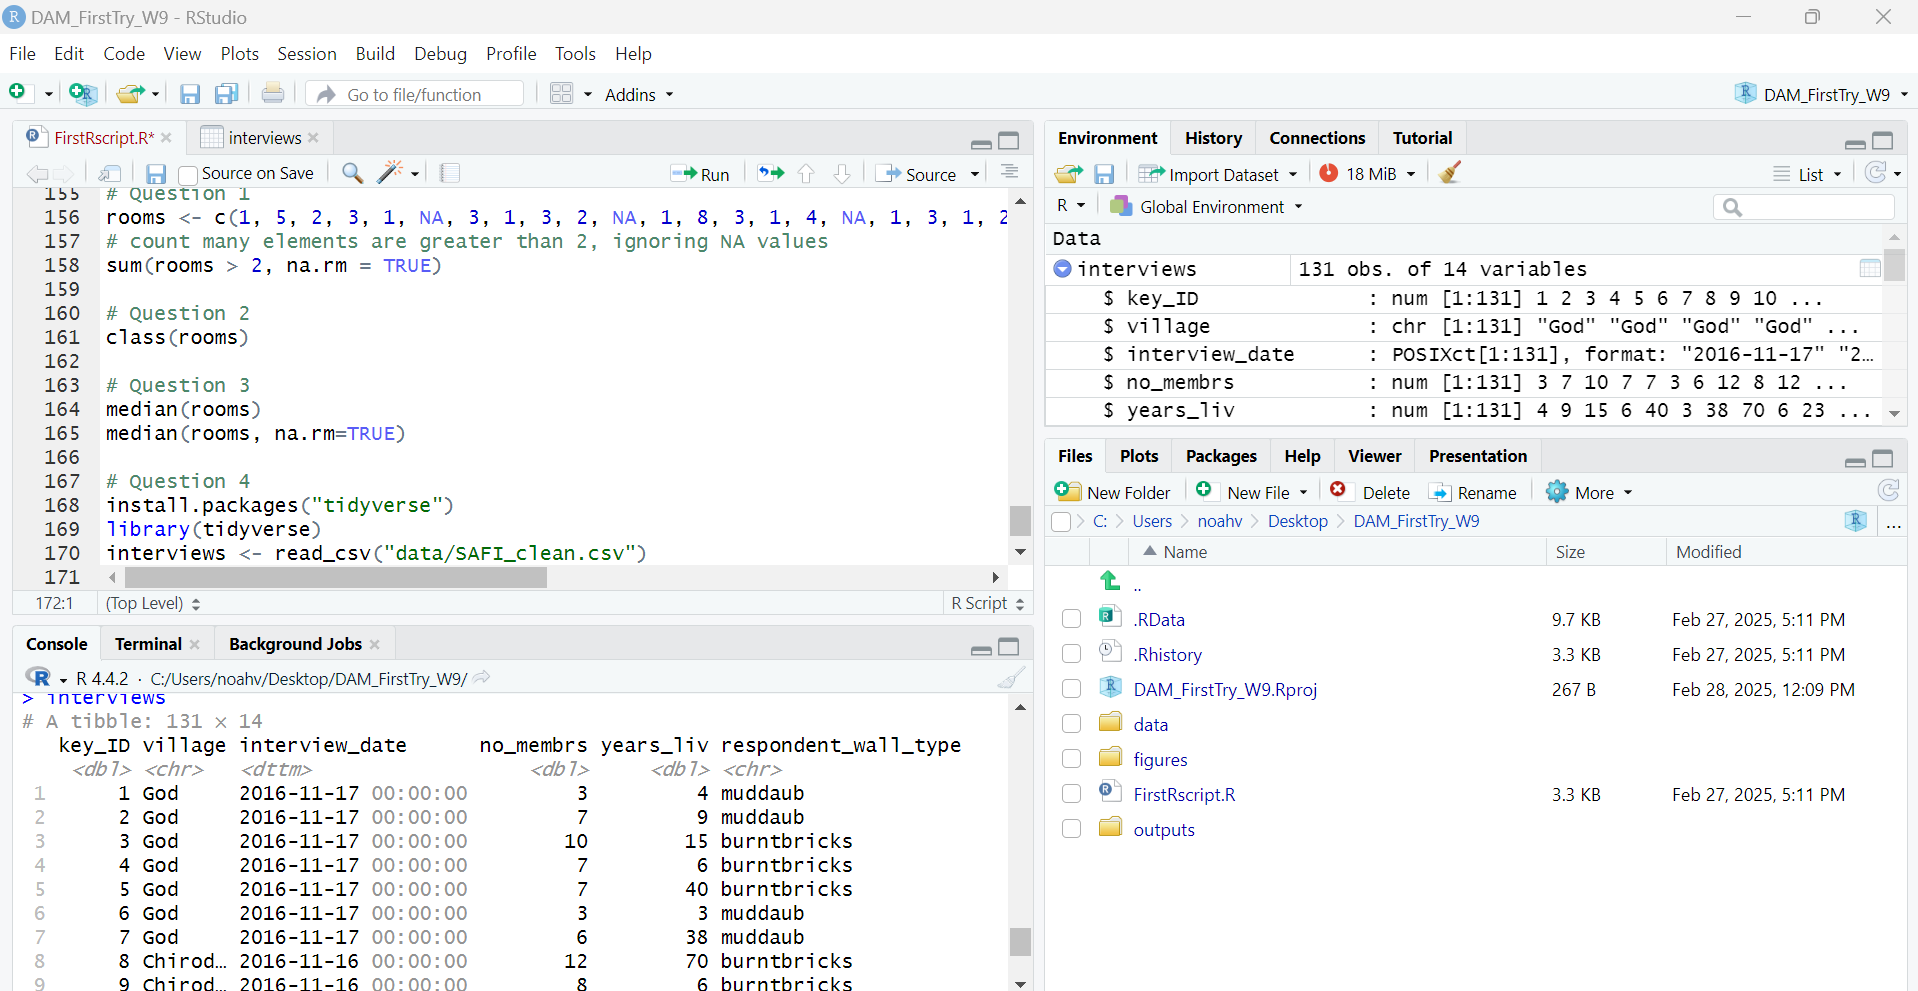 DAM_FirstTry_W9 - RStudio
File Edit Code View Plots Session Build Debug Profile Tools Help
Go to file/function Addins DAM_FirstTry_W9
FirstRscript.R* interviews
Source on Save Run Source
155 # Question 1
156 rooms <- c(1, 5, 2, 3, 1, NA, 3, 1, 3, 2, NA, 1, 8, 3, 1, 4, NA, 1, 3, 1, 2
157 # count many elements are greater than 2, ignoring NA values
158 sum(rooms > 2, na.rm = TRUE)
159
160 # Question 2
161 class(rooms)
162
163 # Question 3
164 median(rooms)
165 median(rooms, na.rm=TRUE)
166
167 # Question 4
168 install.packages("tidyverse")
169 library(tidyverse)
170 interviews <- read_csv("data/SAFI_clean.csv")
171
172:1 (Top Level) R Script
Console Terminal Background Jobs
R 4.4.2 · C:/Users/noahv/Desktop/DAM_FirstTry_W9/
> interviews
# A tibble: 131 × 14
key_ID village interview_date no_membrs years_liv respondent_wall_type
<dbl> <chr> <dttm> <dbl> <dbl> <chr>
1 1 God 2016-11-17 00:00:00 3 4 muddaub
2 2 God 2016-11-17 00:00:00 7 9 muddaub
3 3 God 2016-11-17 00:00:00 10 15 burntbricks
4 4 God 2016-11-17 00:00:00 7 6 burntbricks
5 5 God 2016-11-17 00:00:00 7 40 burntbricks
6 6 God 2016-11-17 00:00:00 3 3 muddaub
7 7 God 2016-11-17 00:00:00 6 38 muddaub
8 8 Chirod… 2016-11-16 00:00:00 12 70 burntbricks
9 9 Chirod… 2016-11-16 00:00:00 8 6 burntbricks
Environment History Connections Tutorial
Import Dataset 18 MiB List
R Global Environment
Data
interviews 131 obs. of 14 variables
$ key_ID : num [1:131] 1 2 3 4 5 6 7 8 9 10 ...
$ village : chr [1:131] "God" "God" "God" "God" ...
$ interview_date : POSIXct[1:131], format: "2016-11-17" "2…
$ no_membrs : num [1:131] 3 7 10 7 7 3 6 12 8 12 ...
$ years_liv : num [1:131] 4 9 15 6 40 3 38 70 6 23 ...
Files Plots Packages Help Viewer Presentation
New Folder New File Delete Rename More
C: Users noahv Desktop DAM_FirstTry_W9 ...
Name Size Modified
..
.RData 9.7 KB Feb 27, 2025, 5:11 PM
.Rhistory 3.3 KB Feb 27, 2025, 5:11 PM
DAM_FirstTry_W9.Rproj 267 B Feb 28, 2025, 12:09 PM
data
figures
FirstRscript.R 3.3 KB Feb 27, 2025, 5:11 PM
outputs